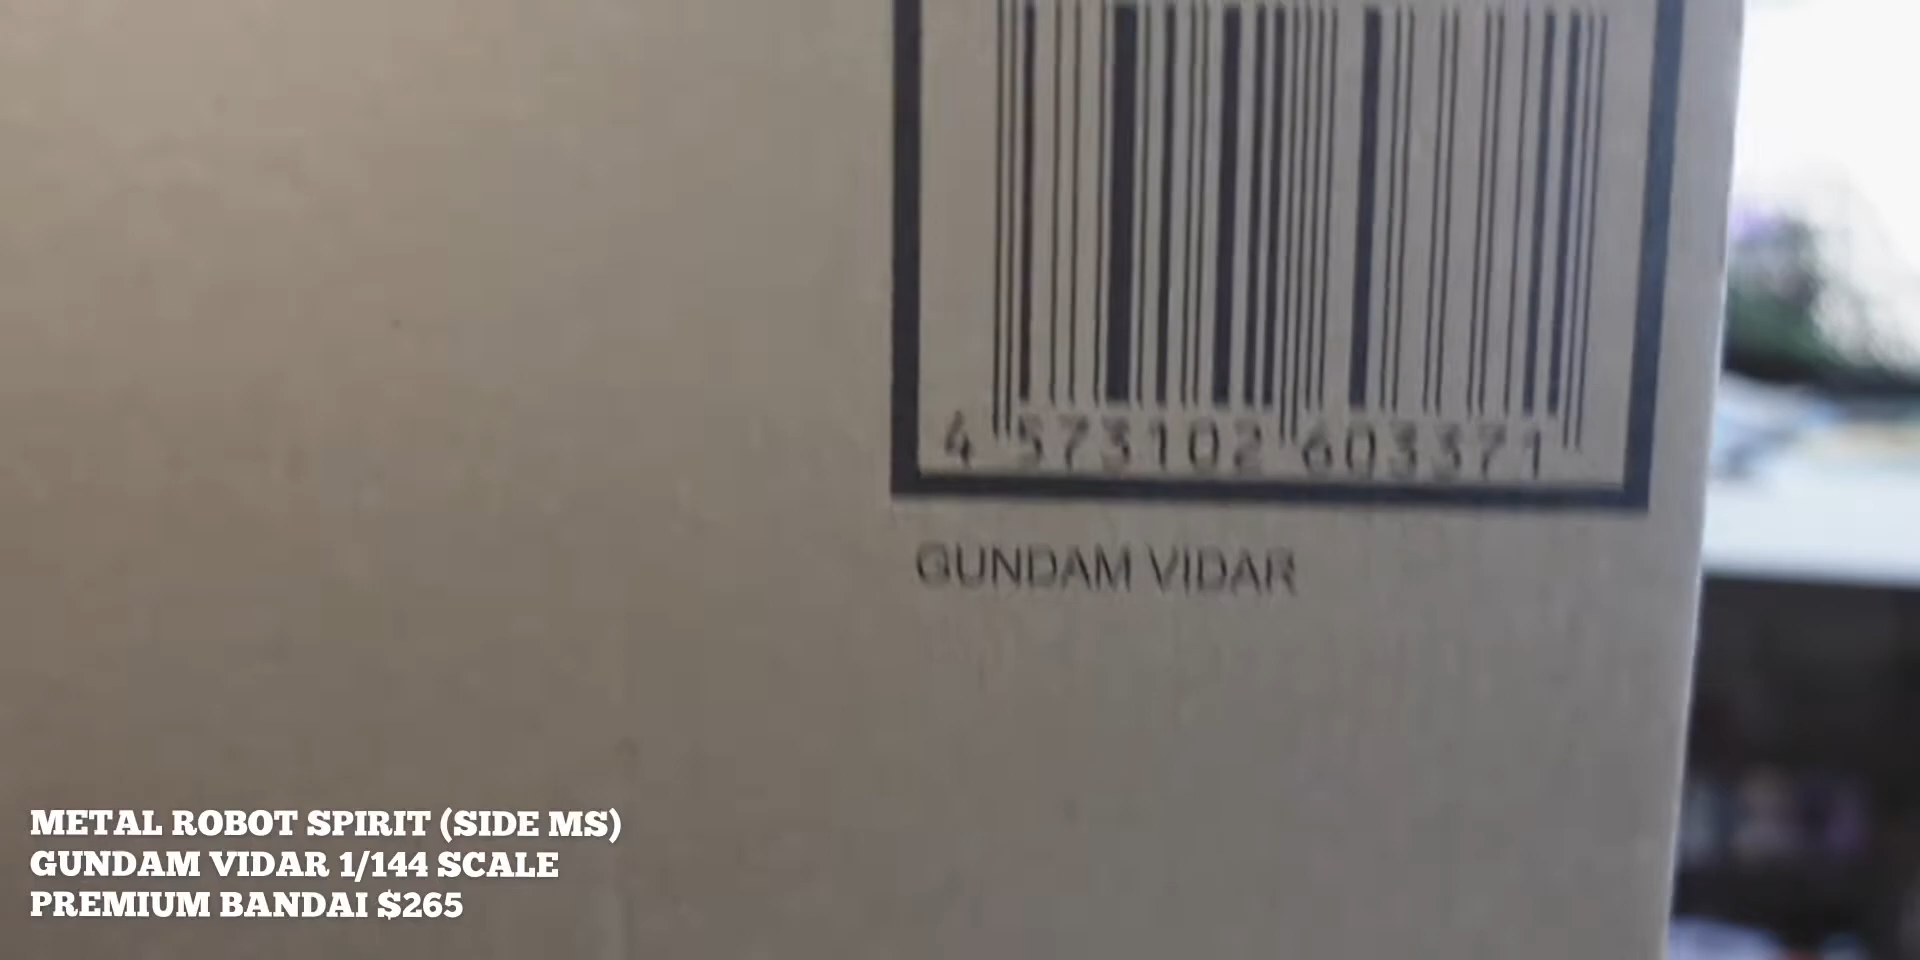 4 573102 603371
GUNDAM VIDAR
METAL ROBOT SPIRIT (SIDE MS)
GUNDAM VIDAR 1/144 SCALE
PREMIUM BANDAI $265